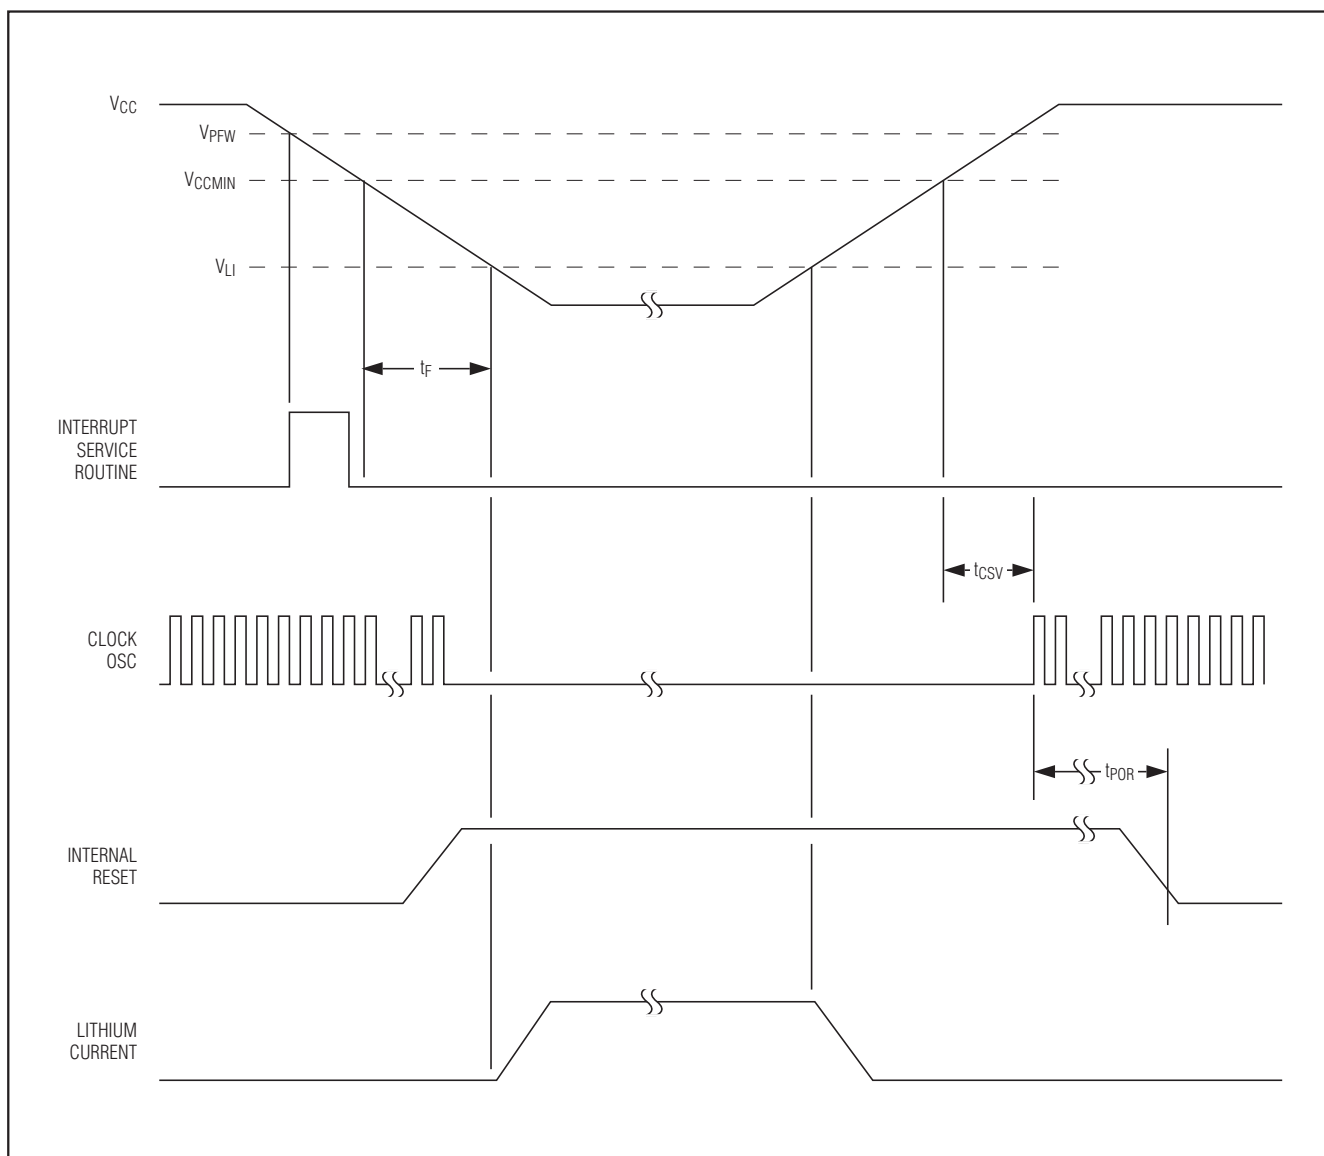 VCC
VPFW
VCCMIN
VLI
tF
INTERRUPT
SERVICE
ROUTINE
tCSV
CLOCK
OSC
tPOR
INTERNAL
RESET
LITHIUM
CURRENT